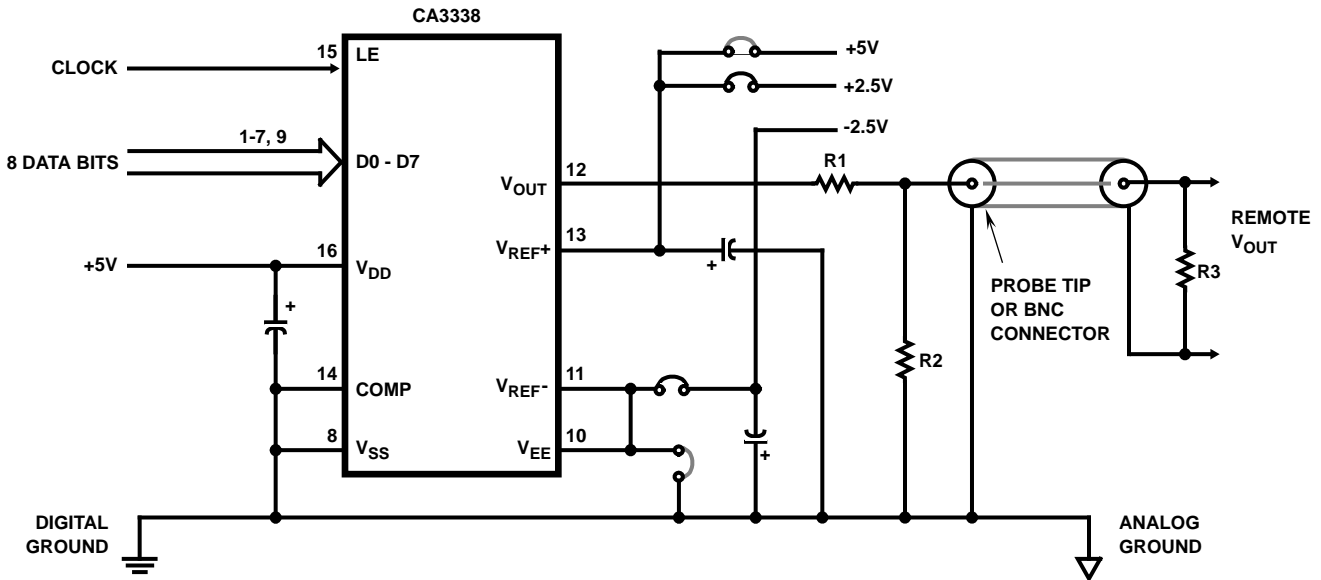 CA3338
15 LE
CLOCK
+5V
+2.5V
-2.5V
1-7, 9
8 DATA BITS
D0 - D7
12
VOUT
R1
13
VREF+
+
REMOTE
VOUT
R3
16
+5V
VDD
+
PROBE TIP
OR BNC
CONNECTOR
R2
14
COMP
11
VREF-
8
VSS
10
VEE
+
DIGITAL
GROUND
ANALOG
GROUND